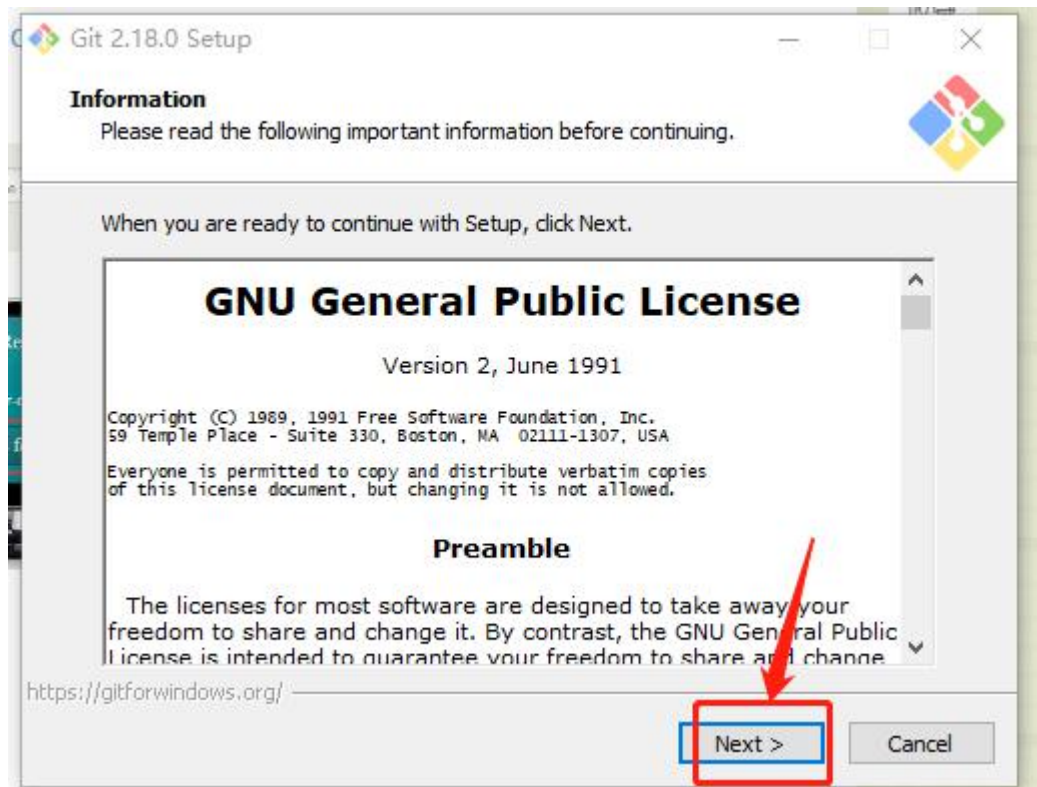 Git 2.18.0 Setup
Information
Please read the following important information before continuing.
When you are ready to continue with Setup, click Next.
GNU General Public License
Version 2, June 1991
Copyright (C) 1989, 1991 Free Software Foundation, Inc.
59 Temple Place - Suite 330, Boston, MA  02111-1307, USA
Everyone is permitted to copy and distribute verbatim copies
of this license document, but changing it is not allowed.
Preamble
The licenses for most software are designed to take away your
freedom to share and change it. By contrast, the GNU General Public
License is intended to guarantee your freedom to share and change
https://gitforwindows.org/
Next >
Cancel